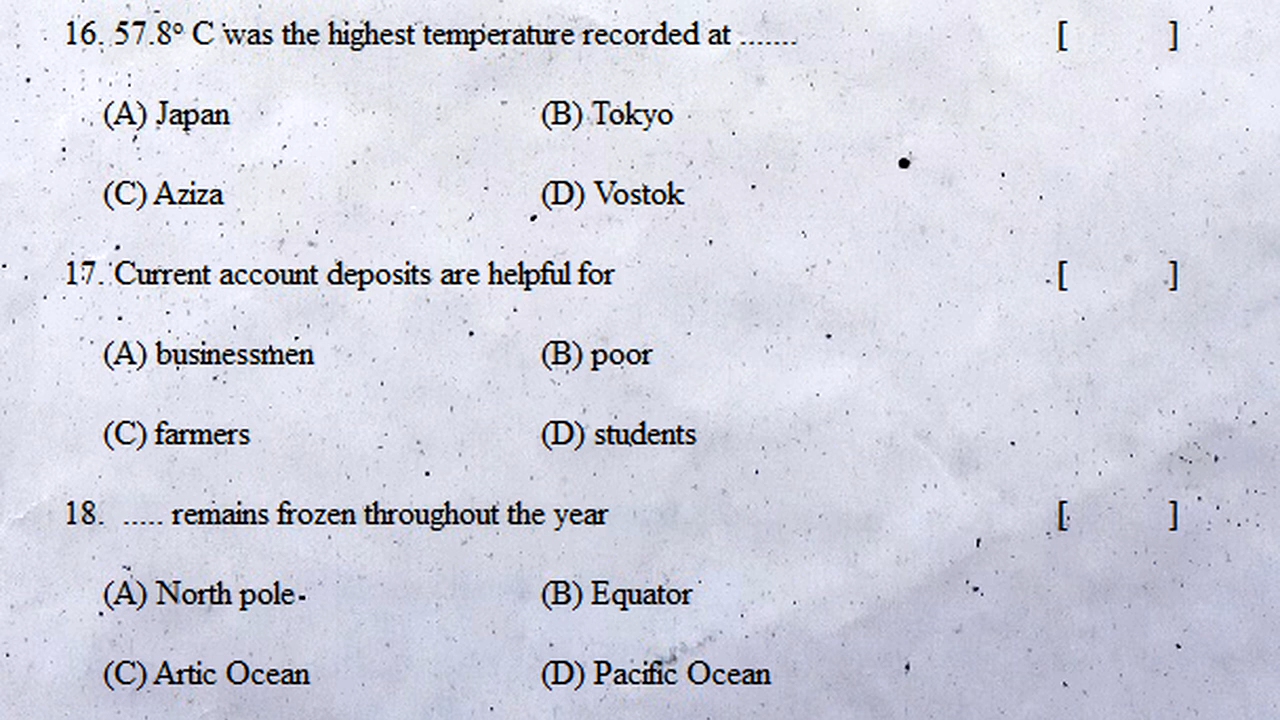 16. 57.8º C was the highest temperature recorded at ....... [ ]
(A) Japan (B) Tokyo
(C) Aziza (D) Vostok
17. Current account deposits are helpful for [ ]
(A) businessmen (B) poor
(C) farmers (D) students
18. ..... remains frozen throughout the year [ ]
(A) North pole (B) Equator
(C) Artic Ocean (D) Pacific Ocean